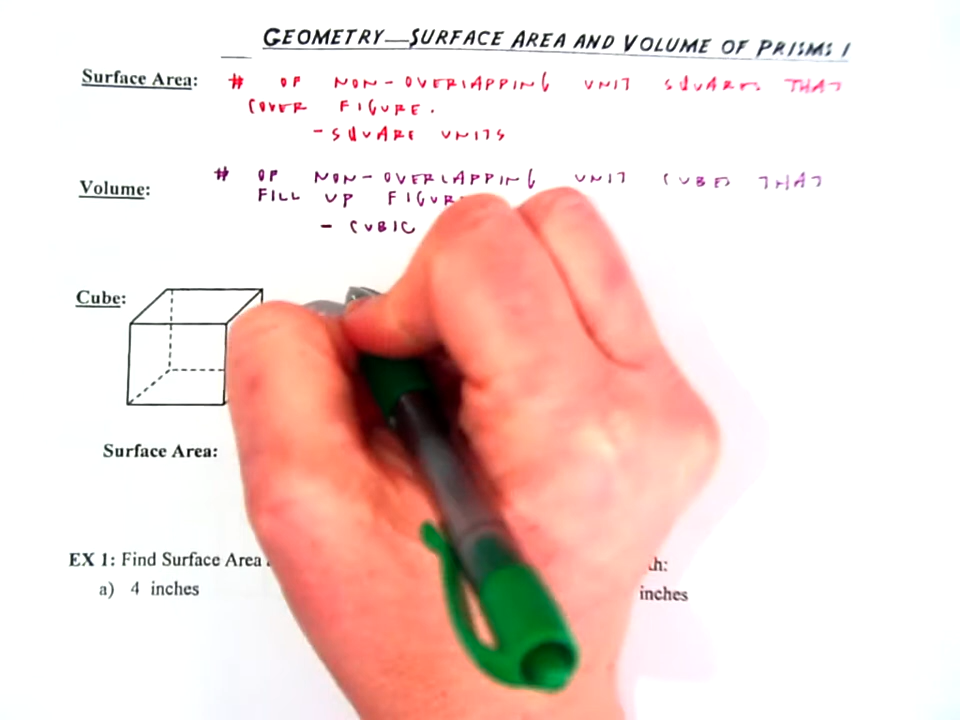 GEOMETRY—SURFACE AREA AND VOLUME OF PRISMS 1
Surface Area: # OF NON-OVERLAPPING UNIT SQUARES THAT
COVER FIGURE.
- SQUARE UNITS
Volume: # OF NON-OVERLAPPING UNIT CUBES THAT
FILL UP
- CUBIC
Cube:
Surface Area:
EX 1: Find Surface Area
a) 4 inches
inches